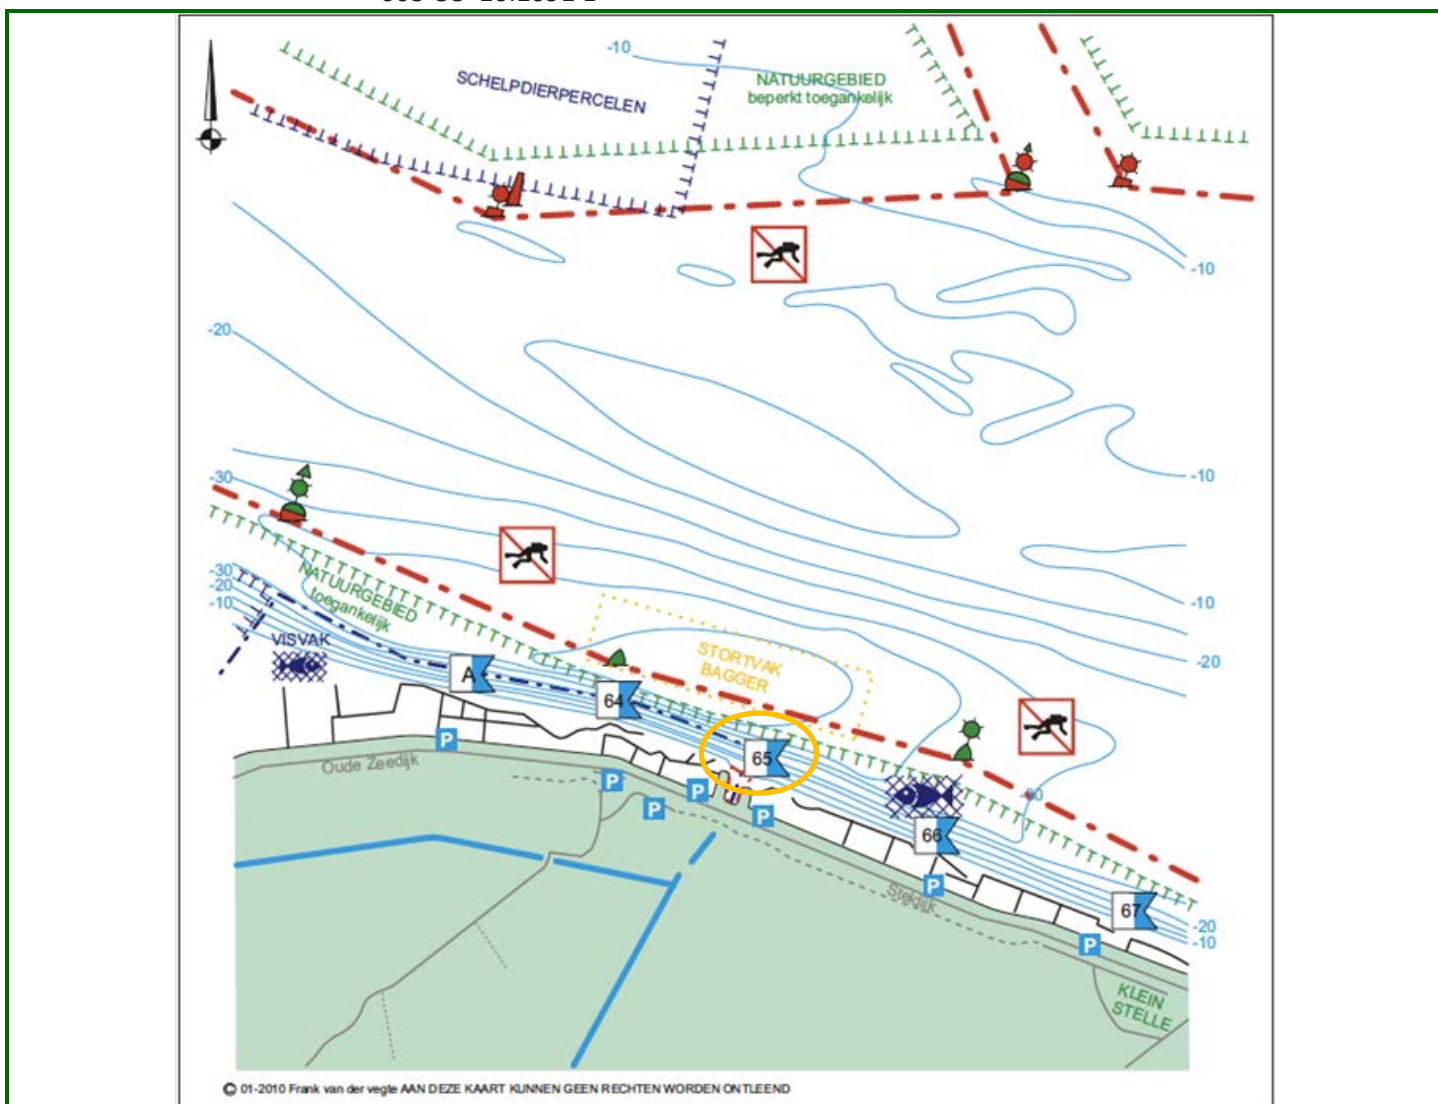 -10
SCHELPDIERPERCELEN
NATUURGEBIED
beperkt toegankelijk
-10
-20
-30
-10
NATUURGEBIED
toegankelijk
-30
-20
-10
-10
VISVAK
STORTVAK
BAGGER
-20
A
64
65
P
Oude Zeedijk
P
P
P
P
66
P
Steldijk
67
-20
-10
P
KLEIN
STELLE
© 01-2010 Frank van der vegte AAN DEZE KAART KUNNEN GEEN RECHTEN WORDEN ONTLEEND